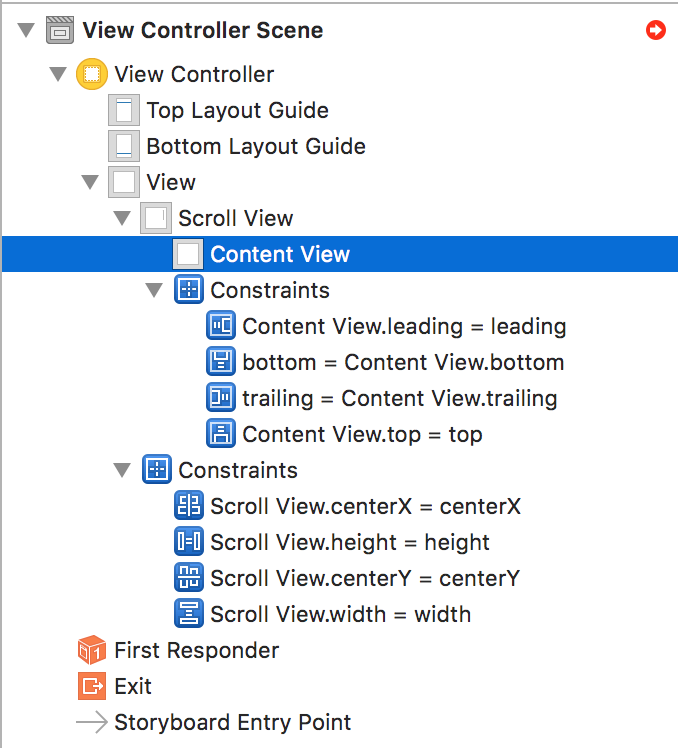 View Controller Scene
View Controller
Top Layout Guide
Bottom Layout Guide
View
Scroll View
Content View
Constraints
Content View.leading = leading
bottom = Content View.bottom
trailing = Content View.trailing
Content View.top = top
Constraints
Scroll View.centerX = centerX
Scroll View.height = height
Scroll View.centerY = centerY
Scroll View.width = width
First Responder
Exit
Storyboard Entry Point